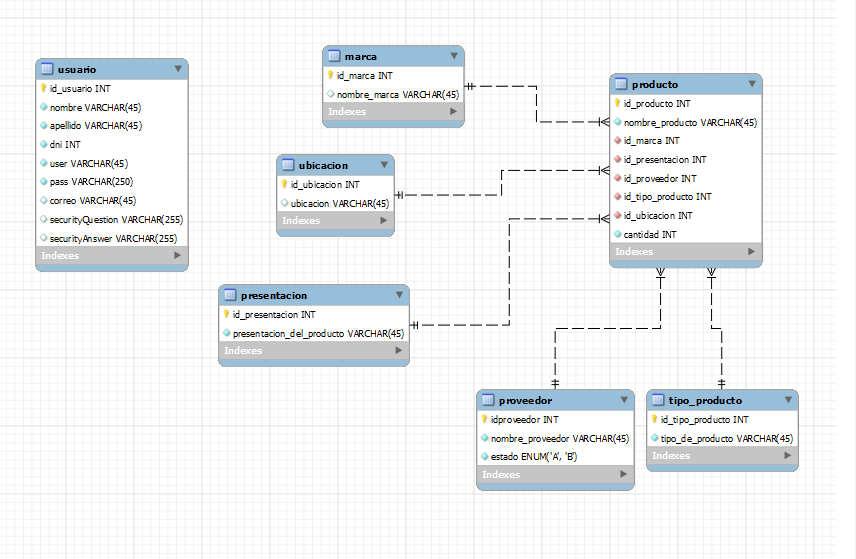 usuario
id_usuario INT
nombre VARCHAR(45)
apellido VARCHAR(45)
dni INT
user VARCHAR(45)
pass VARCHAR(250)
correo VARCHAR(45)
securityQuestion VARCHAR(255)
securityAnswer VARCHAR(255)
Indexes
marca
id_marca INT
nombre_marca VARCHAR(45)
Indexes
ubicacion
id_ubicacion INT
ubicacion VARCHAR(45)
Indexes
presentacion
id_presentacion INT
presentacion_del_producto VARCHAR(45)
Indexes
producto
id_producto INT
nombre_producto VARCHAR(45)
id_marca INT
id_presentacion INT
id_proveedor INT
id_tipo_producto INT
id_ubicacion INT
cantidad INT
Indexes
proveedor
idproveedor INT
nombre_proveedor VARCHAR(45)
estado ENUM('A', 'B')
Indexes
tipo_producto
id_tipo_producto INT
tipo_de_producto VARCHAR(45)
Indexes